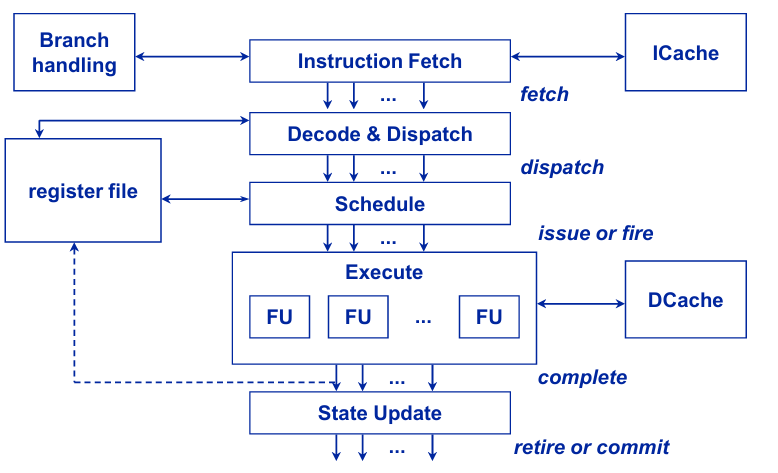 Branch
handling
Instruction Fetch
ICache
...
fetch
Decode & Dispatch
...
dispatch
register file
Schedule
...
issue or fire
Execute
FU
FU
...
FU
DCache
...
complete
State Update
...
retire or commit